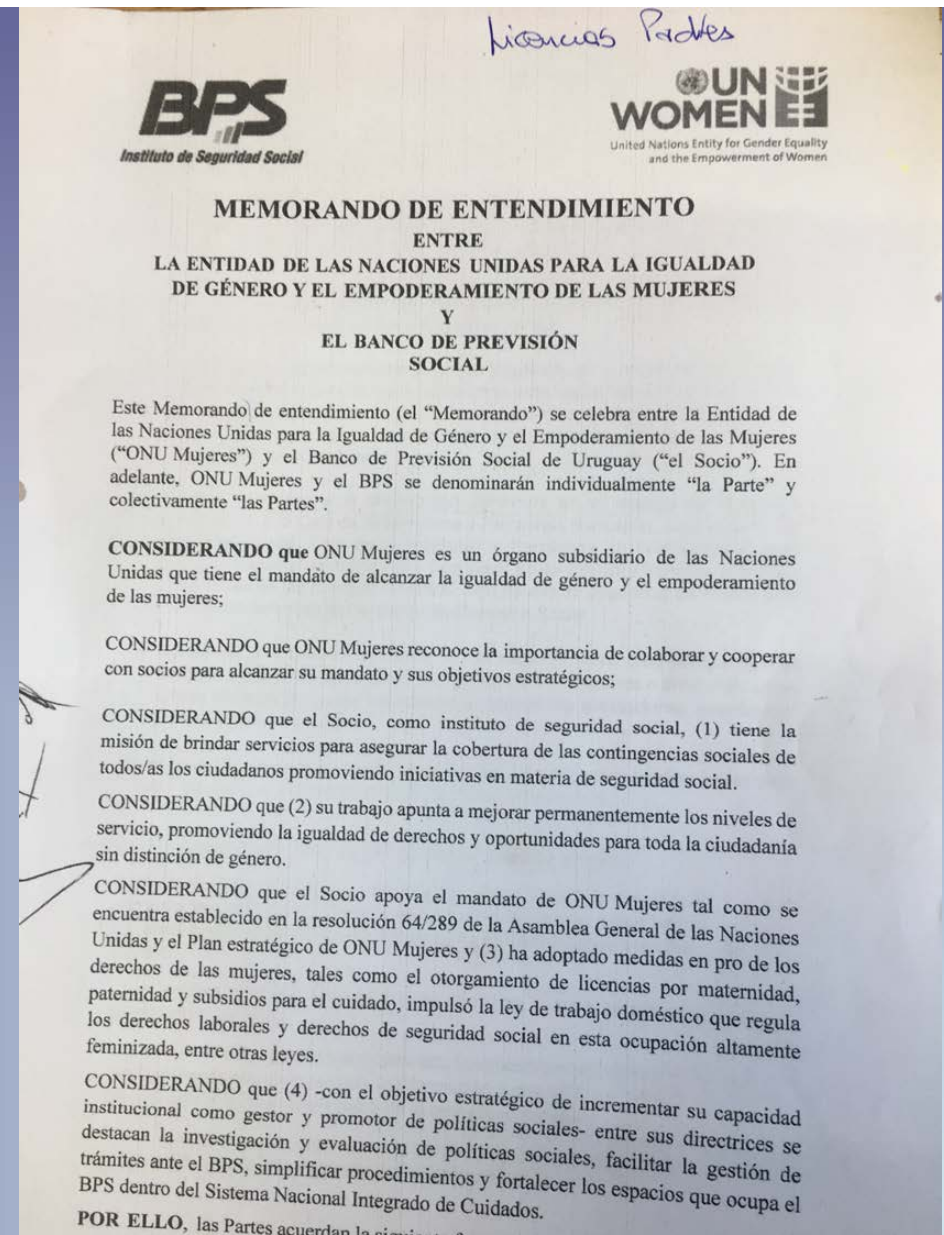 Licencias Padres
BPS
Instituto de Seguridad Social
UN
WOMEN
United Nations Entity for Gender Equality
and the Empowerment of Women
MEMORANDO DE ENTENDIMIENTO
ENTRE
LA ENTIDAD DE LAS NACIONES UNIDAS PARA LA IGUALDAD
DE GÉNERO Y EL EMPODERAMIENTO DE LAS MUJERES
Y
EL BANCO DE PREVISIÓN
SOCIAL
Este Memorando de entendimiento (el “Memorando”) se celebra entre la Entidad de
las Naciones Unidas para la Igualdad de Género y el Empoderamiento de las Mujeres
(“ONU Mujeres”) y el Banco de Previsión Social de Uruguay (“el Socio”). En
adelante, ONU Mujeres y el BPS se denominarán individualmente “la Parte” y
colectivamente “las Partes”.
CONSIDERANDO que ONU Mujeres es un órgano subsidiario de las Naciones
Unidas que tiene el mandato de alcanzar la igualdad de género y el empoderamiento
de las mujeres;
CONSIDERANDO que ONU Mujeres reconoce la importancia de colaborar y cooperar
con socios para alcanzar su mandato y sus objetivos estratégicos;
CONSIDERANDO que el Socio, como instituto de seguridad social, (1) tiene la
misión de brindar servicios para asegurar la cobertura de las contingencias sociales de
todos/as los ciudadanos promoviendo iniciativas en materia de seguridad social.
CONSIDERANDO que (2) su trabajo apunta a mejorar permanentemente los niveles de
servicio, promoviendo la igualdad de derechos y oportunidades para toda la ciudadanía
sin distinción de género.
CONSIDERANDO que el Socio apoya el mandato de ONU Mujeres tal como se
encuentra establecido en la resolución 64/289 de la Asamblea General de las Naciones
Unidas y el Plan estratégico de ONU Mujeres y (3) ha adoptado medidas en pro de los
derechos de las mujeres, tales como el otorgamiento de licencias por maternidad,
paternidad y subsidios para el cuidado, impulsó la ley de trabajo doméstico que regula
los derechos laborales y derechos de seguridad social en esta ocupación altamente
feminizada, entre otras leyes.
CONSIDERANDO que (4) -con el objetivo estratégico de incrementar su capacidad
institucional como gestor y promotor de políticas sociales- entre sus directrices se
destacan la investigación y evaluación de políticas sociales, facilitar la gestión de
trámites ante el BPS, simplificar procedimientos y fortalecer los espacios que ocupa el
BPS dentro del Sistema Nacional Integrado de Cuidados.
POR ELLO, las Partes acuerdan